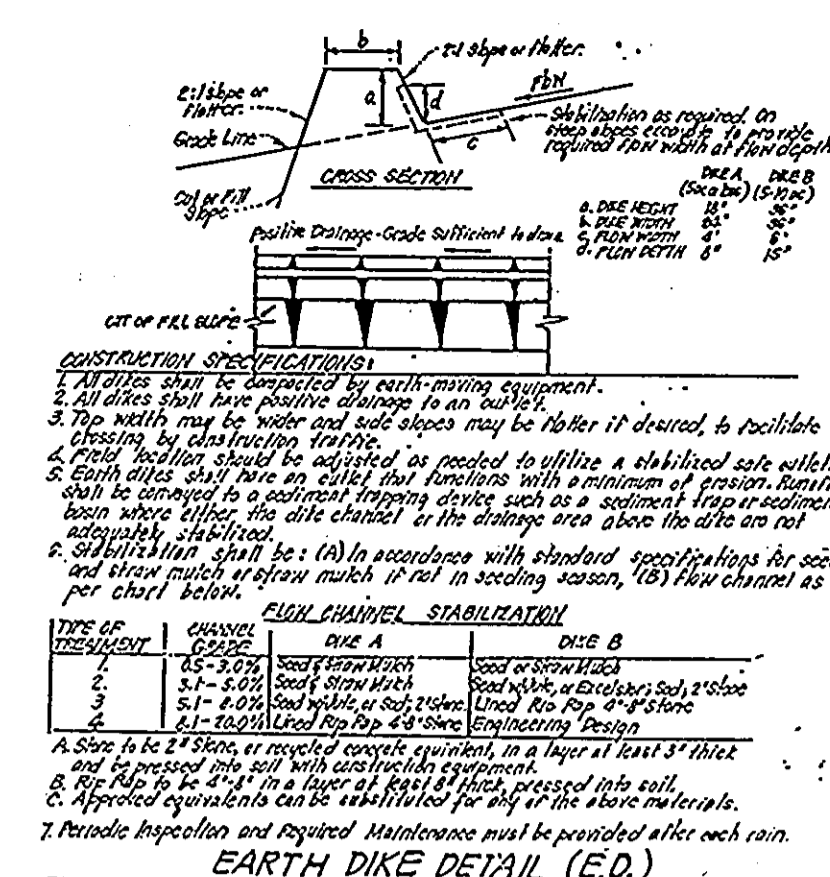 b
2:1 slope or flatter.
2:1 slope or
flatter.
a
d
FLOW
Grade Line
c
Stabilization as required. On
steep slopes excavate to provide
required flow width at flow depth
CROSS SECTION
Cut or Fill
Slope
DIKE A DIKE B
(5ac or less) (5-10 ac)
a. DIKE HEIGHT 18" 36"
b. DIKE WIDTH 36"
c. FLOW WIDTH 4' 6'
d. FLOW DEPTH 8" 15"
Positive Drainage-Grade Sufficient to drain
CUT OR FILL SLOPE
CONSTRUCTION SPECIFICATIONS:
1. All dikes shall be compacted by earth-moving equipment.
2. All dikes shall have positive drainage to an outlet.
3. Top width may be wider and side slopes may be flatter if desired, to facilitate
crossing by construction traffic.
4. Field location should be adjusted as needed to utilize a stabilized safe outlet
5. Earth dikes shall have an outlet that functions with a minimum of erosion. Runoff
shall be conveyed to a sediment trapping device such as a sediment trap or sediment
basin where either the dike channel or the drainage area above the dike are not
adequately stabilized.
6. Stabilization shall be: (A) In accordance with standard specifications for seed
and straw mulch or straw mulch if not in seeding season, (B) Flow channel as
per chart below.
FLOW CHANNEL STABILIZATION
TYPE OF TREATMENT CHANNEL GRADE DIKE A DIKE B
1. 0.5-3.0% Seed & Straw Mulch Seed or Straw Mulch
2. 3.1-5.0% Seed & Straw Mulch Seed w/Jute, or Excelsior; Sod; 2" Stone
3 5.1-8.0% Seed w/Jute, or Sod; 2" Stone Lined Rip Rap 4"-8" Stone
4. 8.1-20.0% Lined Rip Rap 4-8" Stone Engineering Design
A. Stone to be 2" Stone, or recycled concrete equivalent, in a layer at least 3" thick
and be pressed into soil with construction equipment.
B. Rip Rap to be 4"-8" in a layer at least 8" thick, pressed into soil.
C. Approved equivalents can be substituted for any of the above materials.
7. Periodic Inspection and Required Maintenance must be provided after each rain.
EARTH DIKE DETAIL (E.D.)